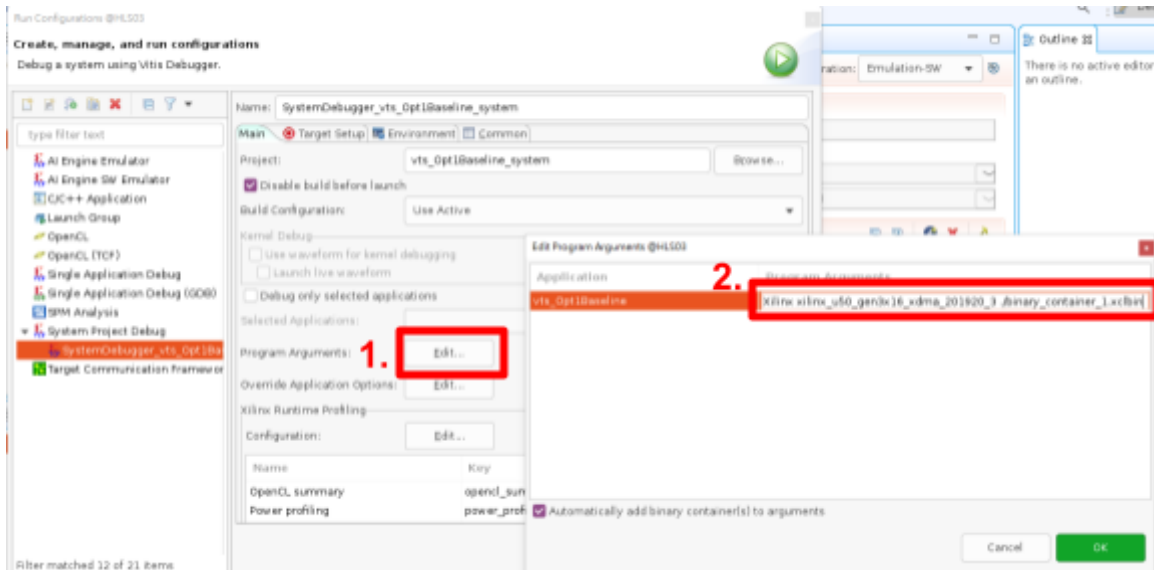 Run Configurations @HLS03
Create, manage, and run configurations
Debug a system using Vitis Debugger.
type filter text
AI Engine Emulator
AI Engine SW Emulator
C/C++ Application
Launch Group
OpenCL
OpenCL (TCF)
Single Application Debug
Single Application Debug (GDB)
SPM Analysis
System Project Debug
SystemDebugger_vts_Opt1Ba
Target Communication Framewor
Filter matched 12 of 21 items
Name: SystemDebugger_vts_Opt1Baseline_system
Main Target Setup Environment Common
Project: vts_Opt1Baseline_system Browse...
Disable build before launch
Build Configuration: Use Active
Kernel Debug
Use waveform for kernel debugging
Launch live waveform
Debug only selected applications
Selected Applications:
Program Arguments: 1. Edit...
Override Application Options: Edit...
Xilinx Runtime Profiling
Configuration: Edit...
Name Key
OpenCL summary opencl_sum
Power profiling power_prof
ration: Emulation-SW
Outline
There is no active editor
an outline.
Edit Program Arguments @HLS03
Application 2. Program Arguments
vts_Opt1Baseline Xilinx xilinx_u50_gen3x16_xdma_201920_3 ./binary_container_1.xclbin
Automatically add binary container(s) to arguments
Cancel OK